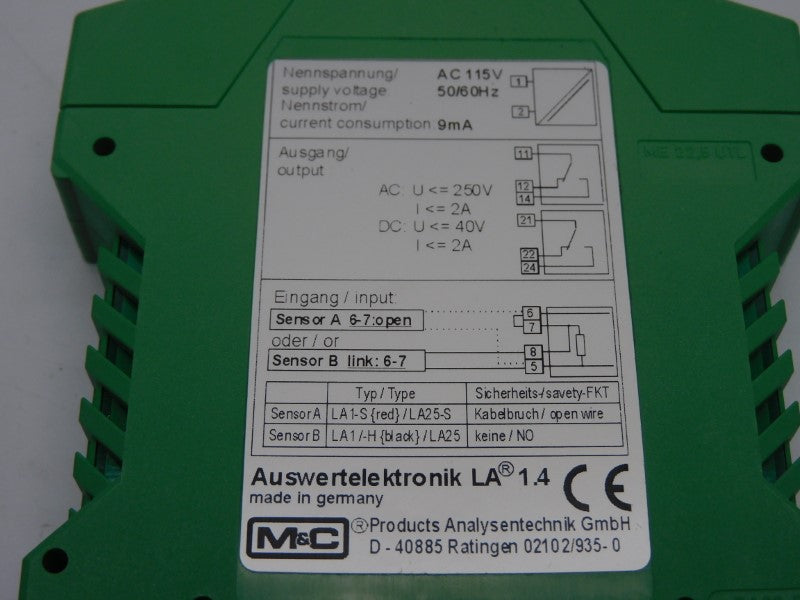 Nennspannung/ AC 115V
supply voltage: 50/60Hz
Nennstrom/
current consumption 9mA
1
2
Ausgang/
output
AC: U <= 250V
I <= 2A
DC: U <= 40V
I <= 2A
11
12
14
21
22
24
ME 22,5 UTL
Eingang / input:
Sensor A 6-7:open
oder / or
Sensor B link: 6-7
6
7
8
5
Typ / Type Sicherheits-/savety-FKT
Sensor A LA1-S {red} / LA25-S Kabelbruch / open wire
Sensor B LA1/-H {black} / LA25 keine / NO
Auswertelektronik LA® 1.4
made in germany
CE
M&C ®Products Analysentechnik GmbH
D - 40885 Ratingen 02102/935- 0